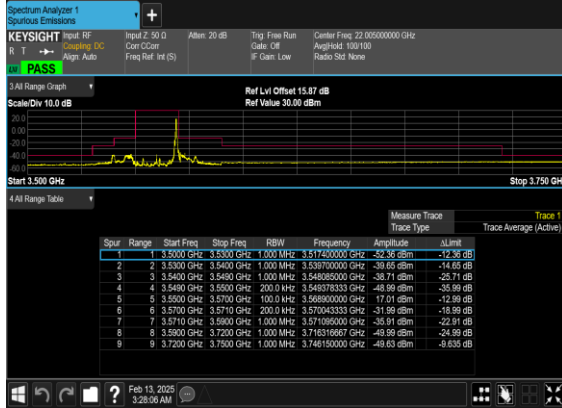 Spectrum Analyzer 1
Spurious Emissions
+
KEYSIGHT Input: RF Input Z: 50 Ω Atten: 20 dB Trig: Free Run Center Freq: 22.005000000 GHz
R T Coupling: DC Corr CCorr Gate: Off Avg|Hold: 100/100
Align: Auto Freq Ref: Int (S) IF Gain: Low Radio Std: None
PASS
3 All Range Graph Ref Lvl Offset 15.87 dB
Scale/Div 10.0 dB Ref Value 30.00 dBm
20.0
0.00
-20.0
-40.0
-60.0
Start 3.500 GHz Stop 3.750 GH
4 All Range Table
Measure Trace Trace 1
Trace Type Trace Average (Active)
Spur Range Start Freq Stop Freq RBW Frequency Amplitude ΔLimit
1 1 3.5000 GHz 3.5300 GHz 1.000 MHz 3.517400000 GHz -52.36 dBm -12.36 dB
2 2 3.5300 GHz 3.5400 GHz 1.000 MHz 3.539700000 GHz -39.65 dBm -14.65 dB
3 3 3.5400 GHz 3.5490 GHz 1.000 MHz 3.548085000 GHz -38.71 dBm -25.71 dB
4 4 3.5490 GHz 3.5500 GHz 200.0 kHz 3.549378333 GHz -48.99 dBm -35.99 dB
5 5 3.5500 GHz 3.5700 GHz 100.0 kHz 3.568900000 GHz 17.01 dBm -12.99 dB
6 6 3.5700 GHz 3.5710 GHz 200.0 kHz 3.570043333 GHz -31.99 dBm -18.99 dB
7 7 3.5710 GHz 3.5900 GHz 1.000 MHz 3.571095000 GHz -35.91 dBm -22.91 dB
8 8 3.5900 GHz 3.7200 GHz 1.000 MHz 3.716316667 GHz -49.99 dBm -24.99 dB
9 9 3.7200 GHz 3.7500 GHz 1.000 MHz 3.746150000 GHz -49.63 dBm -9.635 dB
? Feb 13, 2025
3:28:06 AM